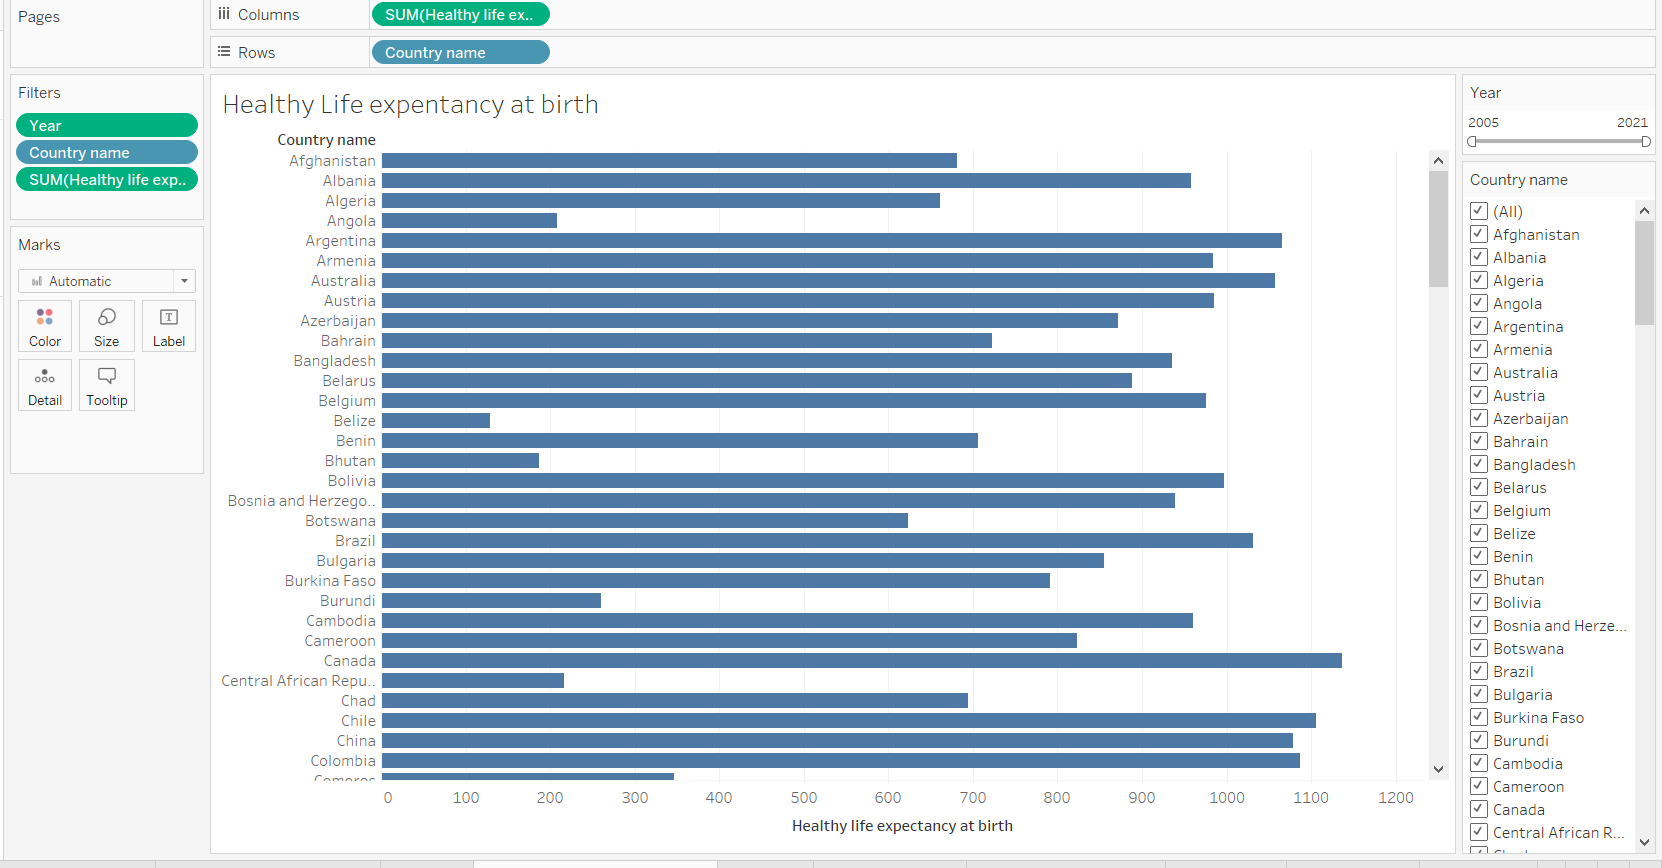 Pages
Columns
SUM(Healthy life ex..
Rows
Country name
Filters
Year
Country name
SUM(Healthy life exp..
Marks
Automatic
Color
Size
Label
Detail
Tooltip
Healthy Life expentancy at birth
Country name
Afghanistan
Albania
Algeria
Angola
Argentina
Armenia
Australia
Austria
Azerbaijan
Bahrain
Bangladesh
Belarus
Belgium
Belize
Benin
Bhutan
Bolivia
Bosnia and Herzego..
Botswana
Brazil
Bulgaria
Burkina Faso
Burundi
Cambodia
Cameroon
Canada
Central African Repu..
Chad
Chile
China
Colombia
Comoros
0 100 200 300 400 500 600 700 800 900 1000 1100 1200
Healthy life expectancy at birth
Year
2005 2021
Country name
(All)
Afghanistan
Albania
Algeria
Angola
Argentina
Armenia
Australia
Austria
Azerbaijan
Bahrain
Bangladesh
Belarus
Belgium
Belize
Benin
Bhutan
Bolivia
Bosnia and Herze...
Botswana
Brazil
Bulgaria
Burkina Faso
Burundi
Cambodia
Cameroon
Canada
Central African R...